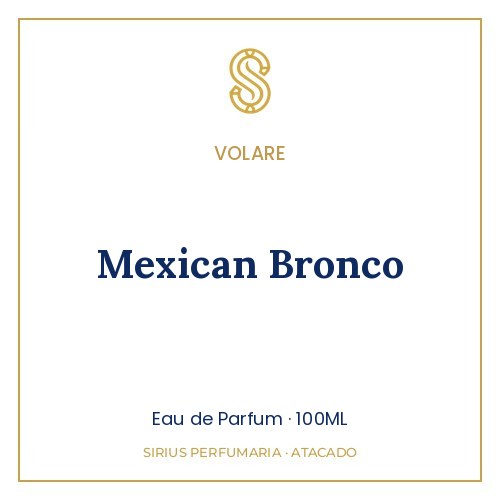 VOLARE
Mexican Bronco
Eau de Parfum · 100ML
SIRIUS PERFUMARIA · ATACADO